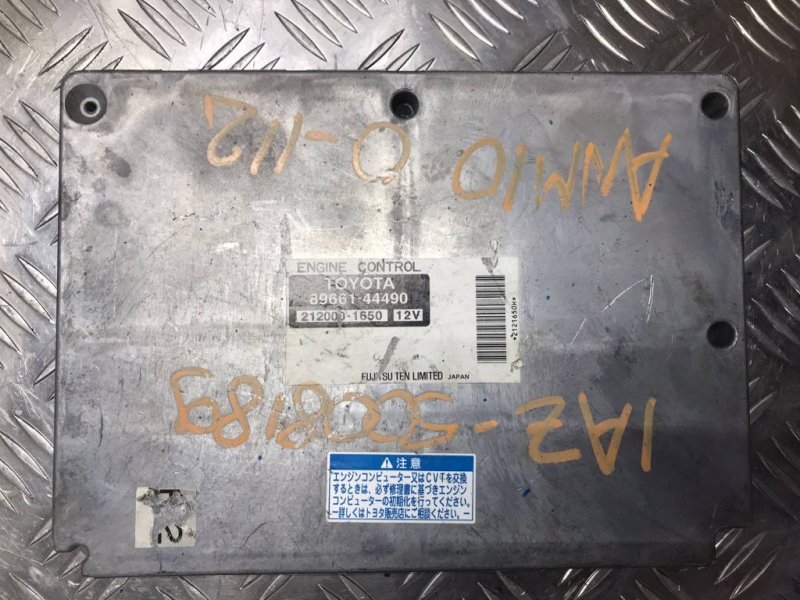 ANM10 0-112
ENGINE CONTROL
TOYOTA
89661-44490
212000-1650 12V
*2121650H*
FUJITSU TEN LIMITED JAPAN
1AZ-5008189
注意
エンジンコンピューター又はCVTを交換
するときは、必ず修理書に基づきエンジン
コンピューターの初期化を行ってください。
－詳しくはトヨタ販売店にご相談ください。－